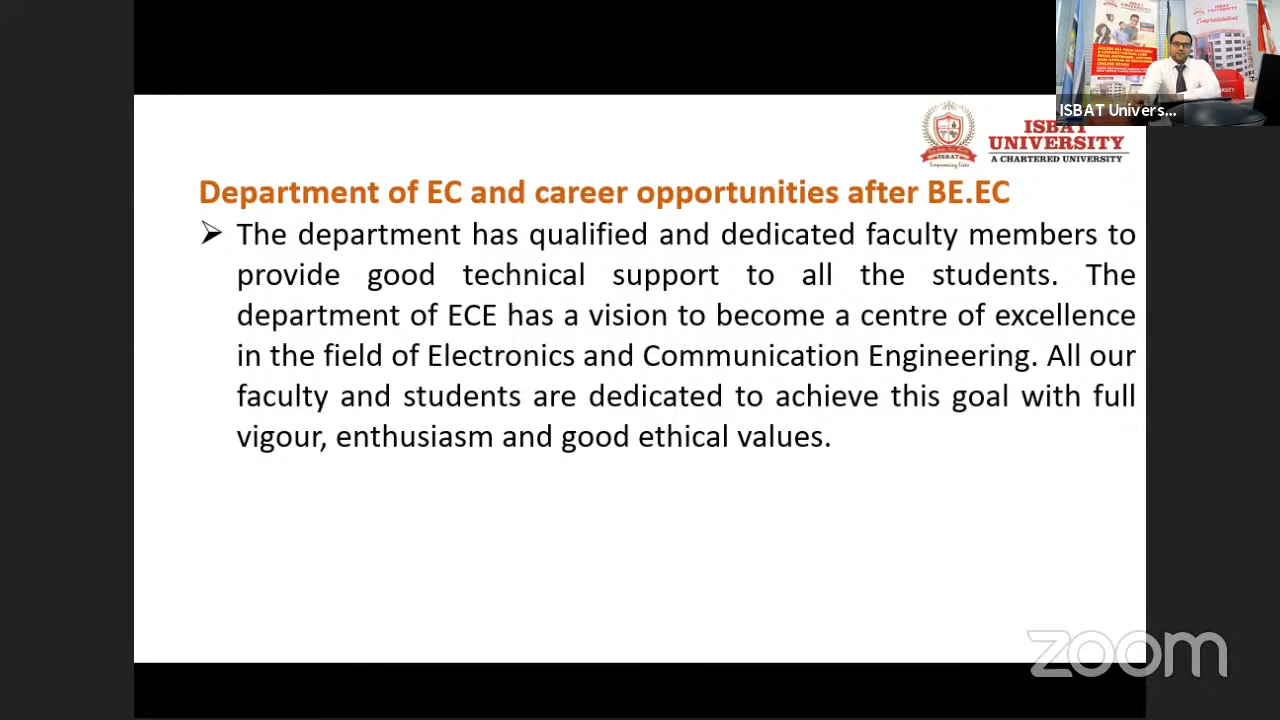 ISBAT Univers...
ISBAT
UNIVERSITY
A CHARTERED UNIVERSITY
ISBAT
Empowering Lives
Department of EC and career opportunities after BE.EC
The department has qualified and dedicated faculty members to
provide good technical support to all the students. The
department of ECE has a vision to become a centre of excellence
in the field of Electronics and Communication Engineering. All our
faculty and students are dedicated to achieve this goal with full
vigour, enthusiasm and good ethical values.
zoom